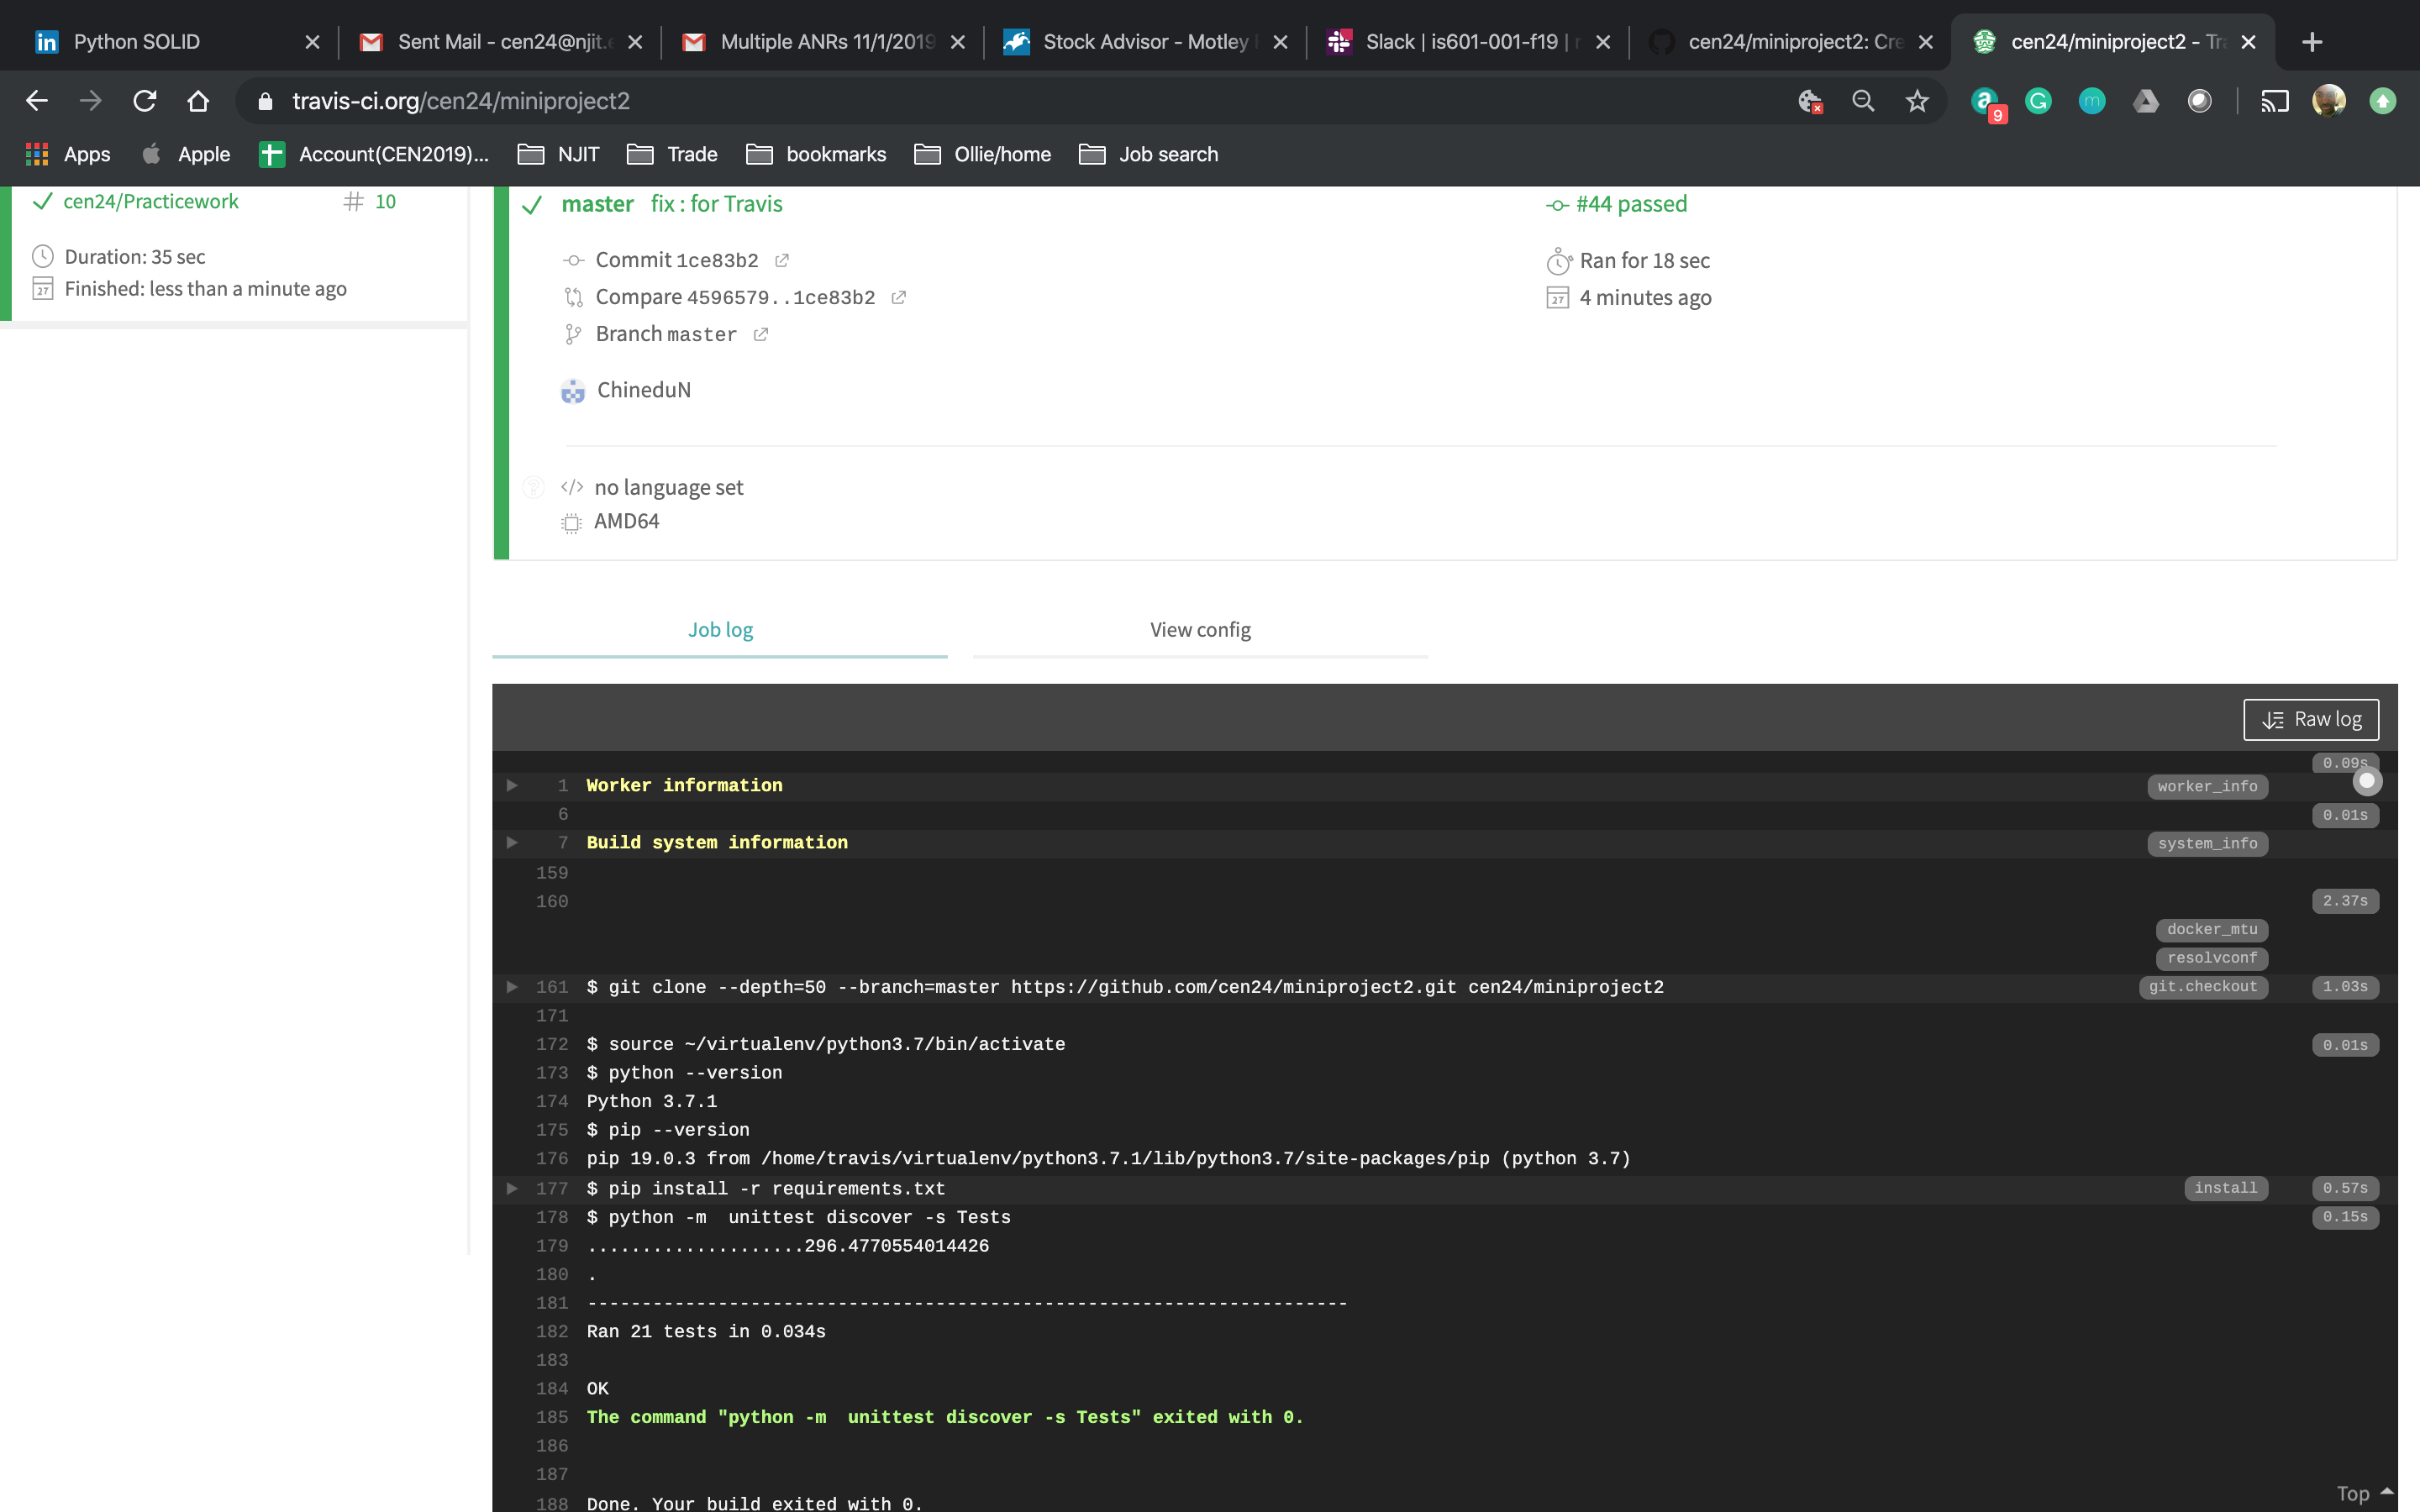 Python SOLID
Sent Mail - cen24@njit.e
Multiple ANRs 11/1/2019
Stock Advisor - Motley
Slack | is601-001-f19 |
cen24/miniproject2: Cre
cen24/miniproject2 - Tr
travis-ci.org/cen24/miniproject2
9
Apps
Apple
Account(CEN2019)...
NJIT
Trade
bookmarks
Ollie/home
Job search
cen24/Practicework # 10
Duration: 35 sec
Finished: less than a minute ago
master fix : for Travis
#44 passed
Commit 1ce83b2
Ran for 18 sec
Compare 4596579..1ce83b2
4 minutes ago
Branch master
ChineduN
no language set
AMD64
Job log
View config
Raw log
0.09s
1 Worker information worker_info
6 0.01s
7 Build system information system_info
159
160 2.37s
docker_mtu
resolvconf
161 $ git clone --depth=50 --branch=master https://github.com/cen24/miniproject2.git cen24/miniproject2 git.checkout 1.03s
171
172 $ source ~/virtualenv/python3.7/bin/activate 0.01s
173 $ python --version
174 Python 3.7.1
175 $ pip --version
176 pip 19.0.3 from /home/travis/virtualenv/python3.7.1/lib/python3.7/site-packages/pip (python 3.7)
177 $ pip install -r requirements.txt install 0.57s
178 $ python -m  unittest discover -s Tests 0.15s
179 ....................296.4770554014426
180 .
181 ----------------------------------------------------------------------
182 Ran 21 tests in 0.034s
183
184 OK
185 The command "python -m  unittest discover -s Tests" exited with 0.
186
187
188 Done. Your build exited with 0.
Top